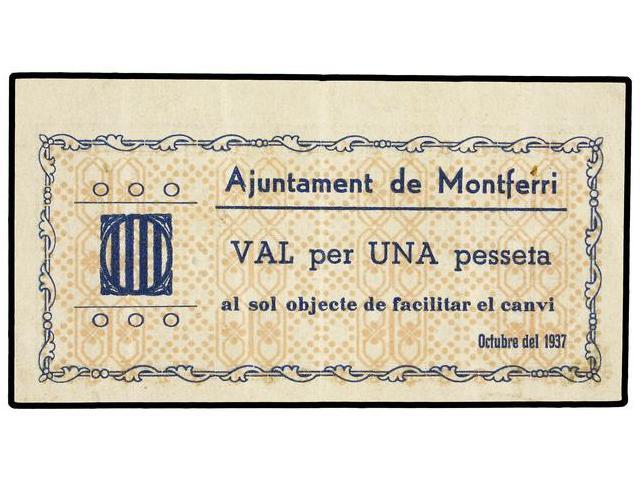 Ajuntament de Montferri
VAL per UNA pesseta
al sol objecte de facilitar el canvi
Octubre del 1937